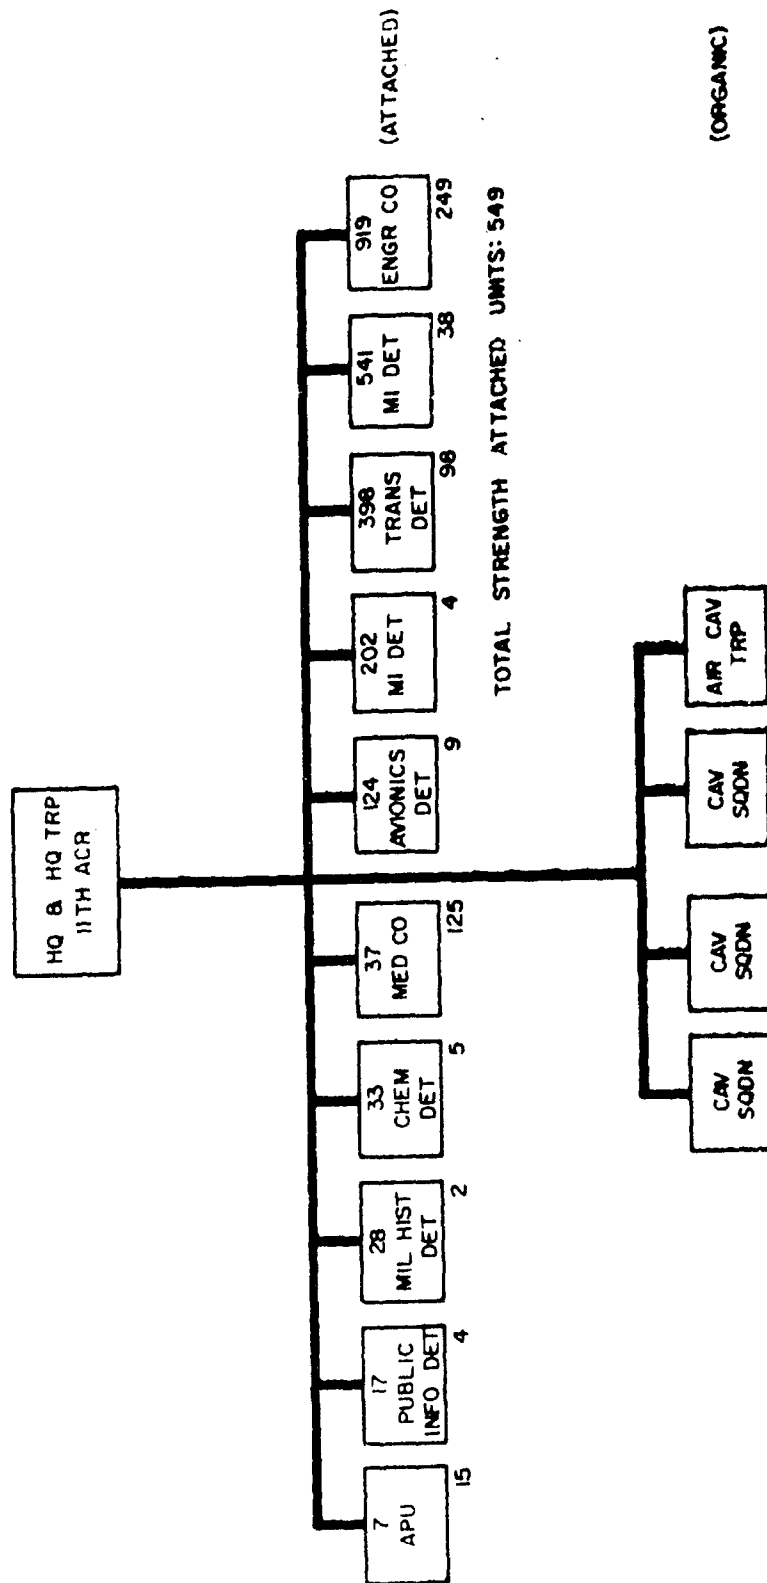 HQ & HQ TRP
11TH ACR
7
APU
15
17
PUBLIC
INFO DET
4
28
MIL HIST
DET
2
33
CHEM
DET
5
37
MED CO
125
124
AVIONICS
DET
9
202
MI DET
4
398
TRANS
DET
98
541
MI DET
38
919
ENGR CO
249
(ATTACHED)
TOTAL STRENGTH ATTACHED UNITS: 549
CAV
SQDN
CAV
SQDN
CAV
SQDN
AIR CAV
TRP
(ORGANIC)